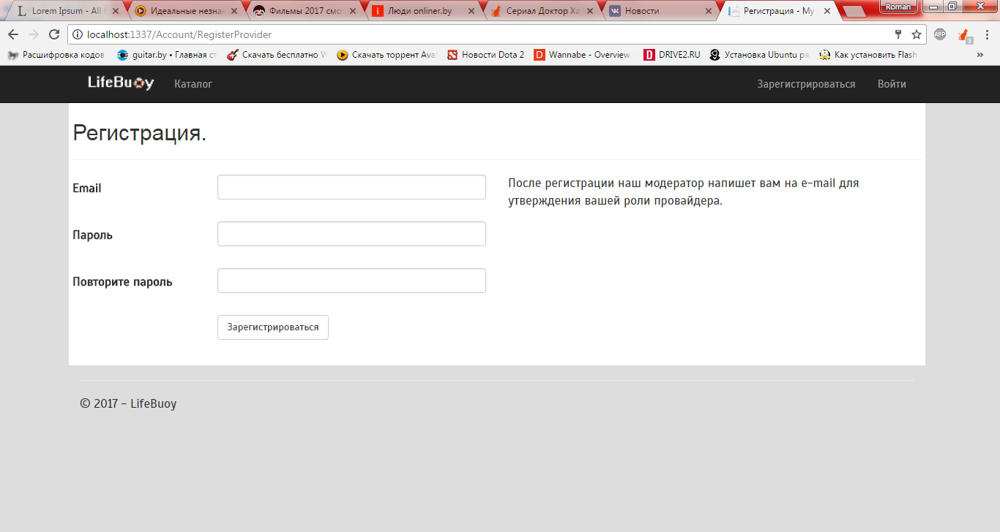 Lorem Ipsum - All
Идеальные незна
Фильмы 2017 смо
Люди onliner.by
Сериал Доктор Ха
Новости
Регистрация - My
Roman
localhost:1337/Account/RegisterProvider
ABP
3
Расшифровка кодов
guitar.by • Главная ст
Скачать бесплатно W
Скачать торрент Ava
Новости Dota 2
Wannabe - Overview
DRIVE2.RU
Установка Ubuntu ря
Как установить Flash
»
LifeBuoy
Каталог
Зарегистрироваться
Войти
Регистрация.
Email
После регистрации наш модератор напишет вам на e-mail для
утверждения вашей роли провайдера.
Пароль
Повторите пароль
Зарегистрироваться
© 2017 - LifeBuoy